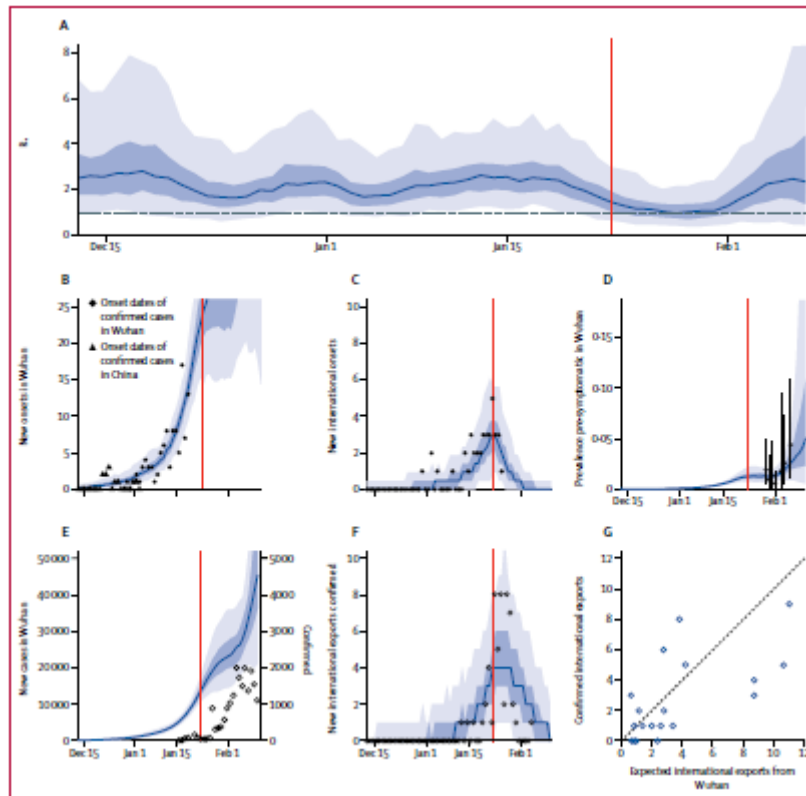 A
8
6
4
2
0
R.
Dec 15
Jan 1
Jan 15
Feb 1
B
25
20
15
10
5
0
New onsets in Wuhan
Onset dates of
confirmed cases
in Wuhan
Onset dates of
confirmed cases
in China
C
10
8
6
4
2
0
New international onsets
D
0·15
0·10
0·05
0
Prevalence pre-symptomatic in Wuhan
Dec 15
Jan 1
Jan 15
Feb 1
E
50000
40000
30000
20000
10000
0
New cases in Wuhan
5000
4000
3000
2000
1000
0
Confirmed
Dec 15
Jan 1
Jan 15
Feb 1
F
10
8
6
4
2
0
New international exports confirmed
Dec 15
Jan 1
Jan 15
Feb 1
G
12
10
8
6
4
2
0
Confirmed international exports
0
2
4
6
8
10
12
Expected international exports from
Wuhan